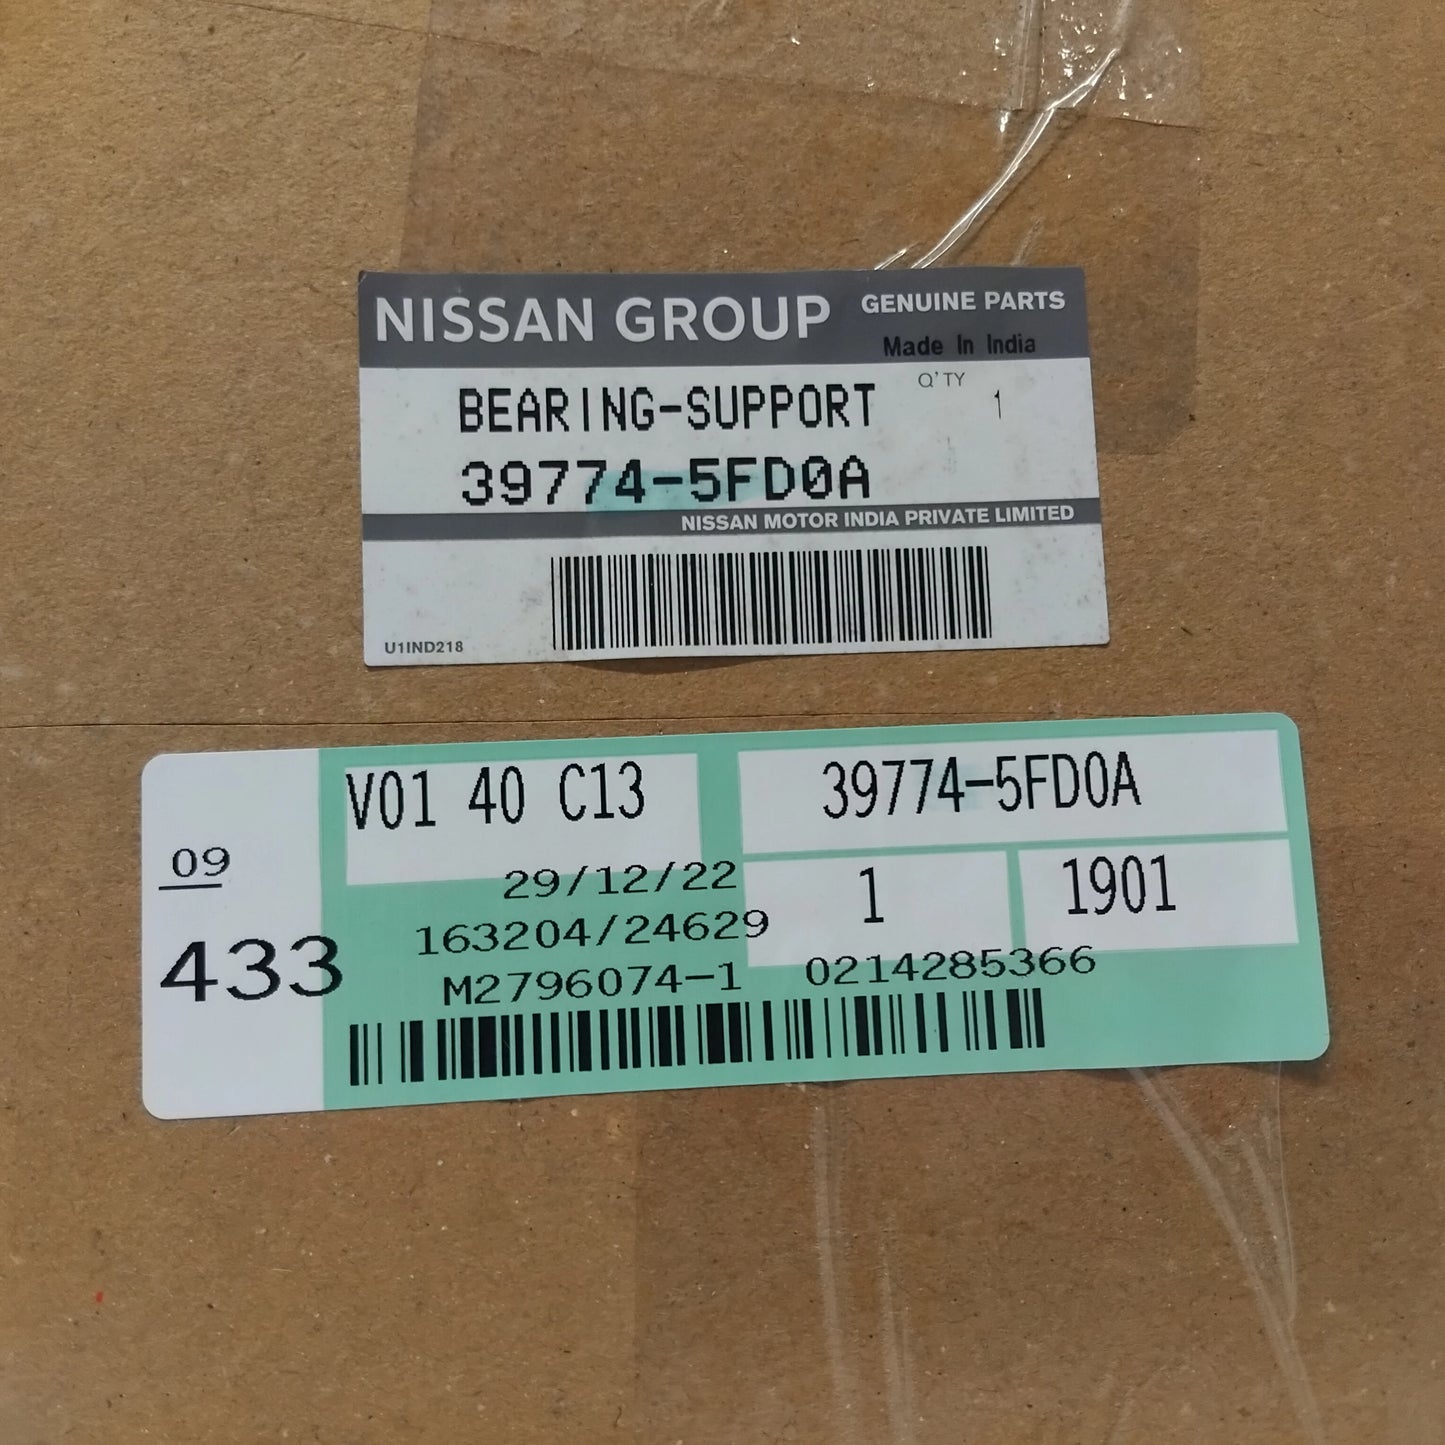 NISSAN GROUP GENUINE PARTS
Made In India
BEARING-SUPPORT Q'TY 1
39774-5FD0A
NISSAN MOTOR INDIA PRIVATE LIMITED
U1IND218
V01 40 C13 39774-5FD0A
09 29/12/22 1 1901
163204/24629
433 M2796074-1 0214285366